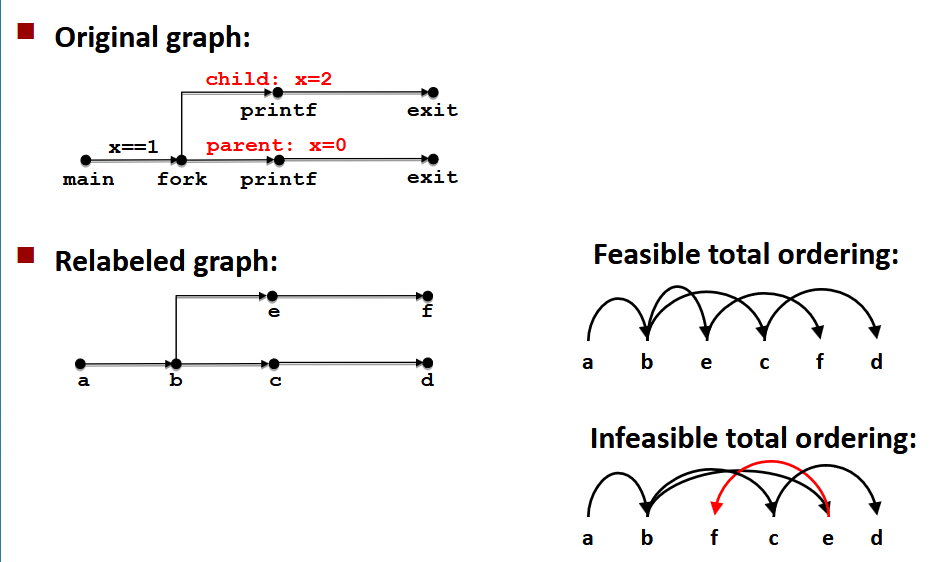 Original graph:
child: x=2
printf exit
x==1 parent: x=0
main fork printf exit
Relabeled graph:
e f
a b c d
Feasible total ordering:
a b e c f d
Infeasible total ordering:
a b f c e d